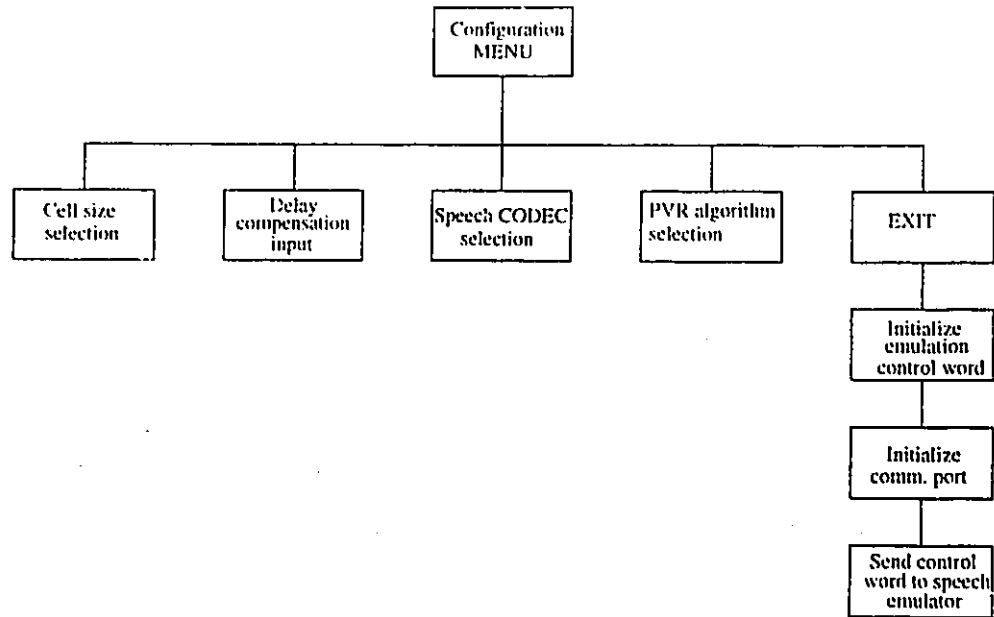 Configuration
MENU
Cell size
selection
Delay
compensation
input
Speech CODEC
selection
PVR algorithm
selection
EXIT
Initialize
emulation
control word
Initialize
comm. port
Send control
word to speech
emulator